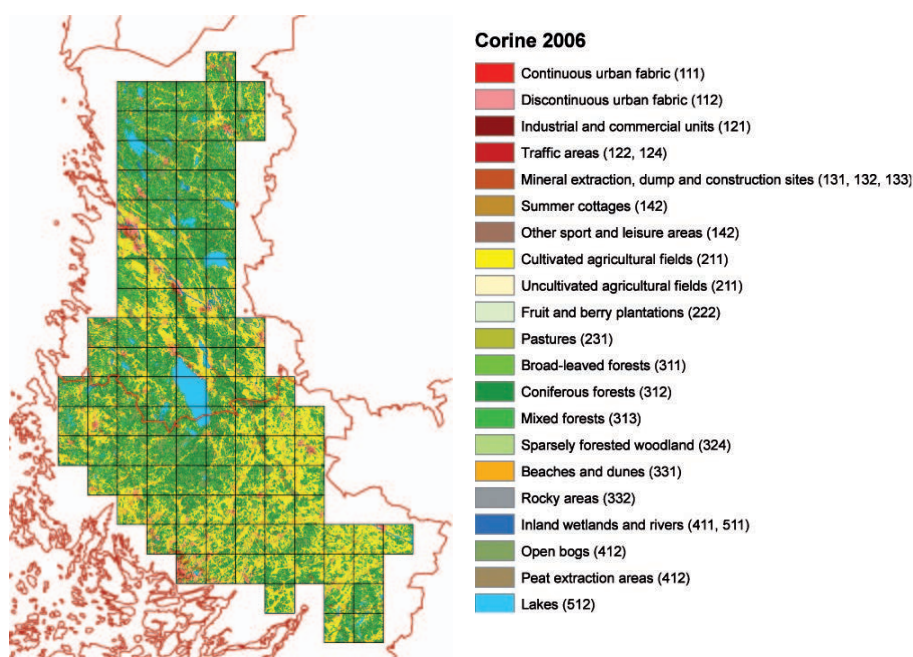 Corine 2006
Continuous urban fabric (111)
Discontinuous urban fabric (112)
Industrial and commercial units (121)
Traffic areas (122, 124)
Mineral extraction, dump and construction sites (131, 132, 133)
Summer cottages (142)
Other sport and leisure areas (142)
Cultivated agricultural fields (211)
Uncultivated agricultural fields (211)
Fruit and berry plantations (222)
Pastures (231)
Broad-leaved forests (311)
Coniferous forests (312)
Mixed forests (313)
Sparsely forested woodland (324)
Beaches and dunes (331)
Rocky areas (332)
Inland wetlands and rivers (411, 511)
Open bogs (412)
Peat extraction areas (412)
Lakes (512)